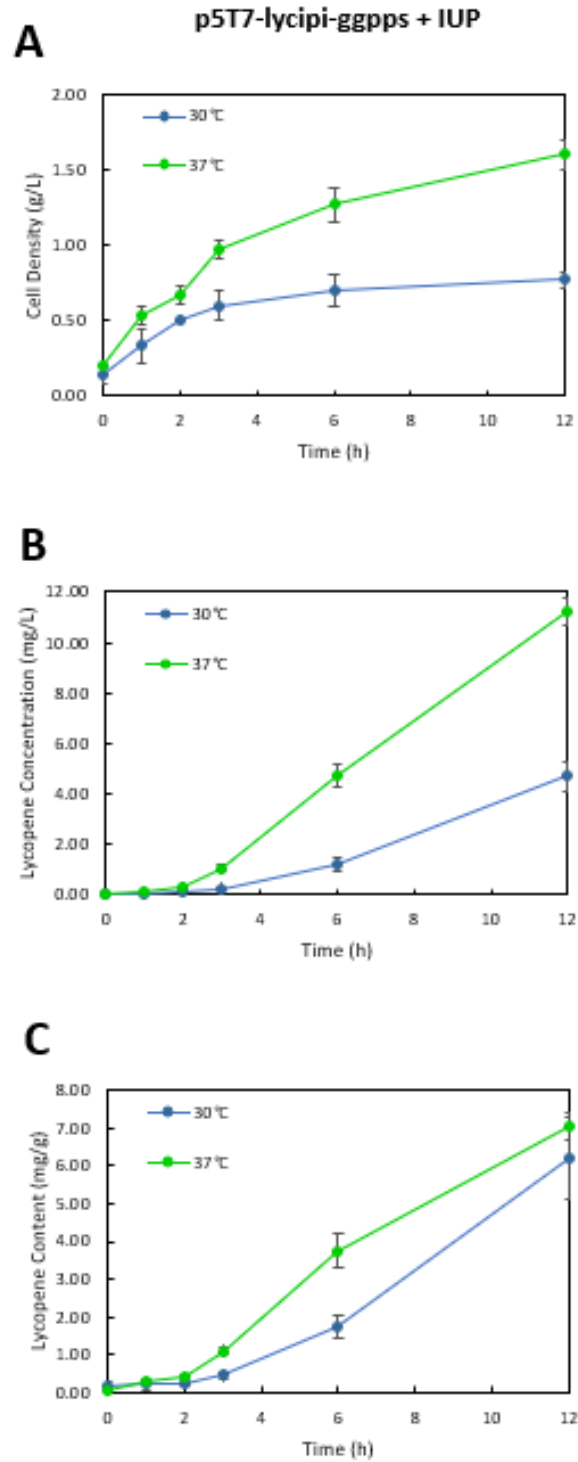 p5T7-lycipi-ggpps + IUP
A
2.00
1.50
1.00
0.50
0.00
Cell Density (g/L)
30℃
37℃
0 2 4 6 8 10 12
Time (h)
B
12.00
10.00
8.00
6.00
4.00
2.00
0.00
Lycopene Concentration (mg/L)
30℃
37℃
0 2 4 6 8 10 12
Time (h)
C
8.00
7.00
6.00
5.00
4.00
3.00
2.00
1.00
0.00
Lycopene Content (mg/g)
30℃
37℃
0 2 4 6 8 10 12
Time (h)